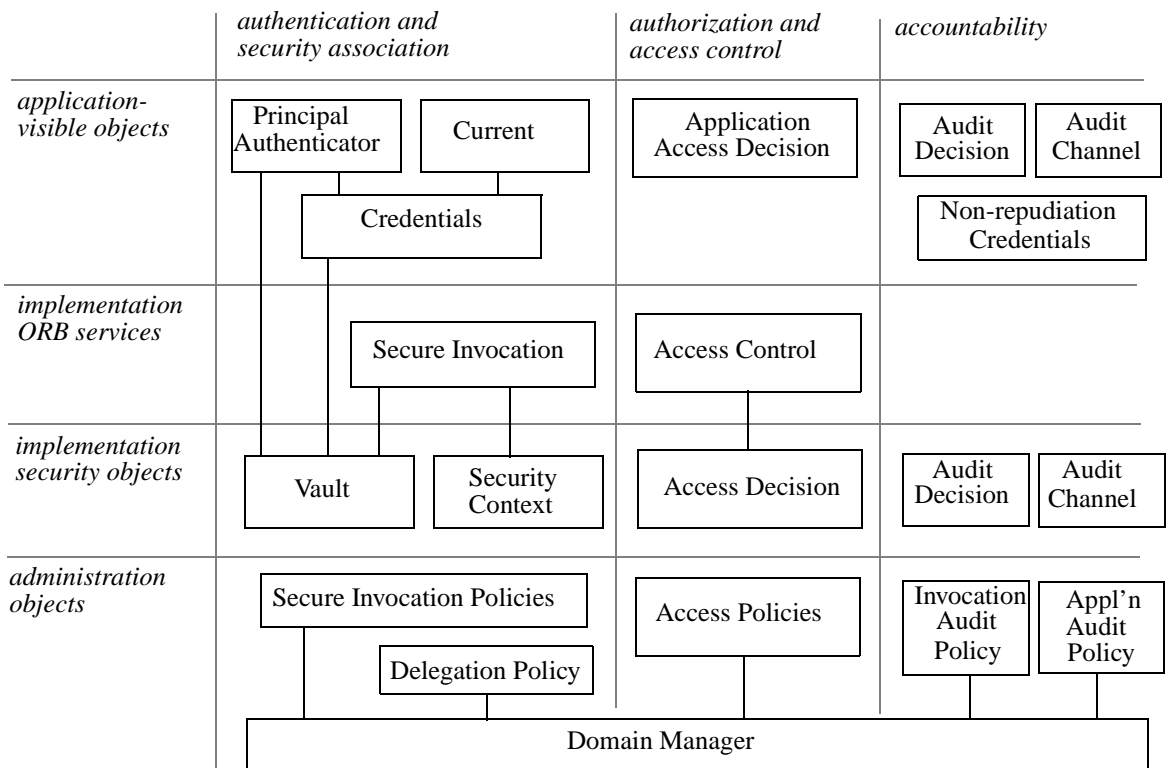 authentication and
security association
authorization and
access control
accountability
application-
visible objects
Principal
Authenticator
Current
Credentials
Application
Access Decision
Audit
Decision
Audit
Channel
Non-repudiation
Credentials
implementation
ORB services
Secure Invocation
Access Control
implementation
security objects
Vault
Security
Context
Access Decision
Audit
Decision
Audit
Channel
administration
objects
Secure Invocation Policies
Delegation Policy
Access Policies
Invocation
Audit
Policy
Appl'n
Audit
Policy
Domain Manager